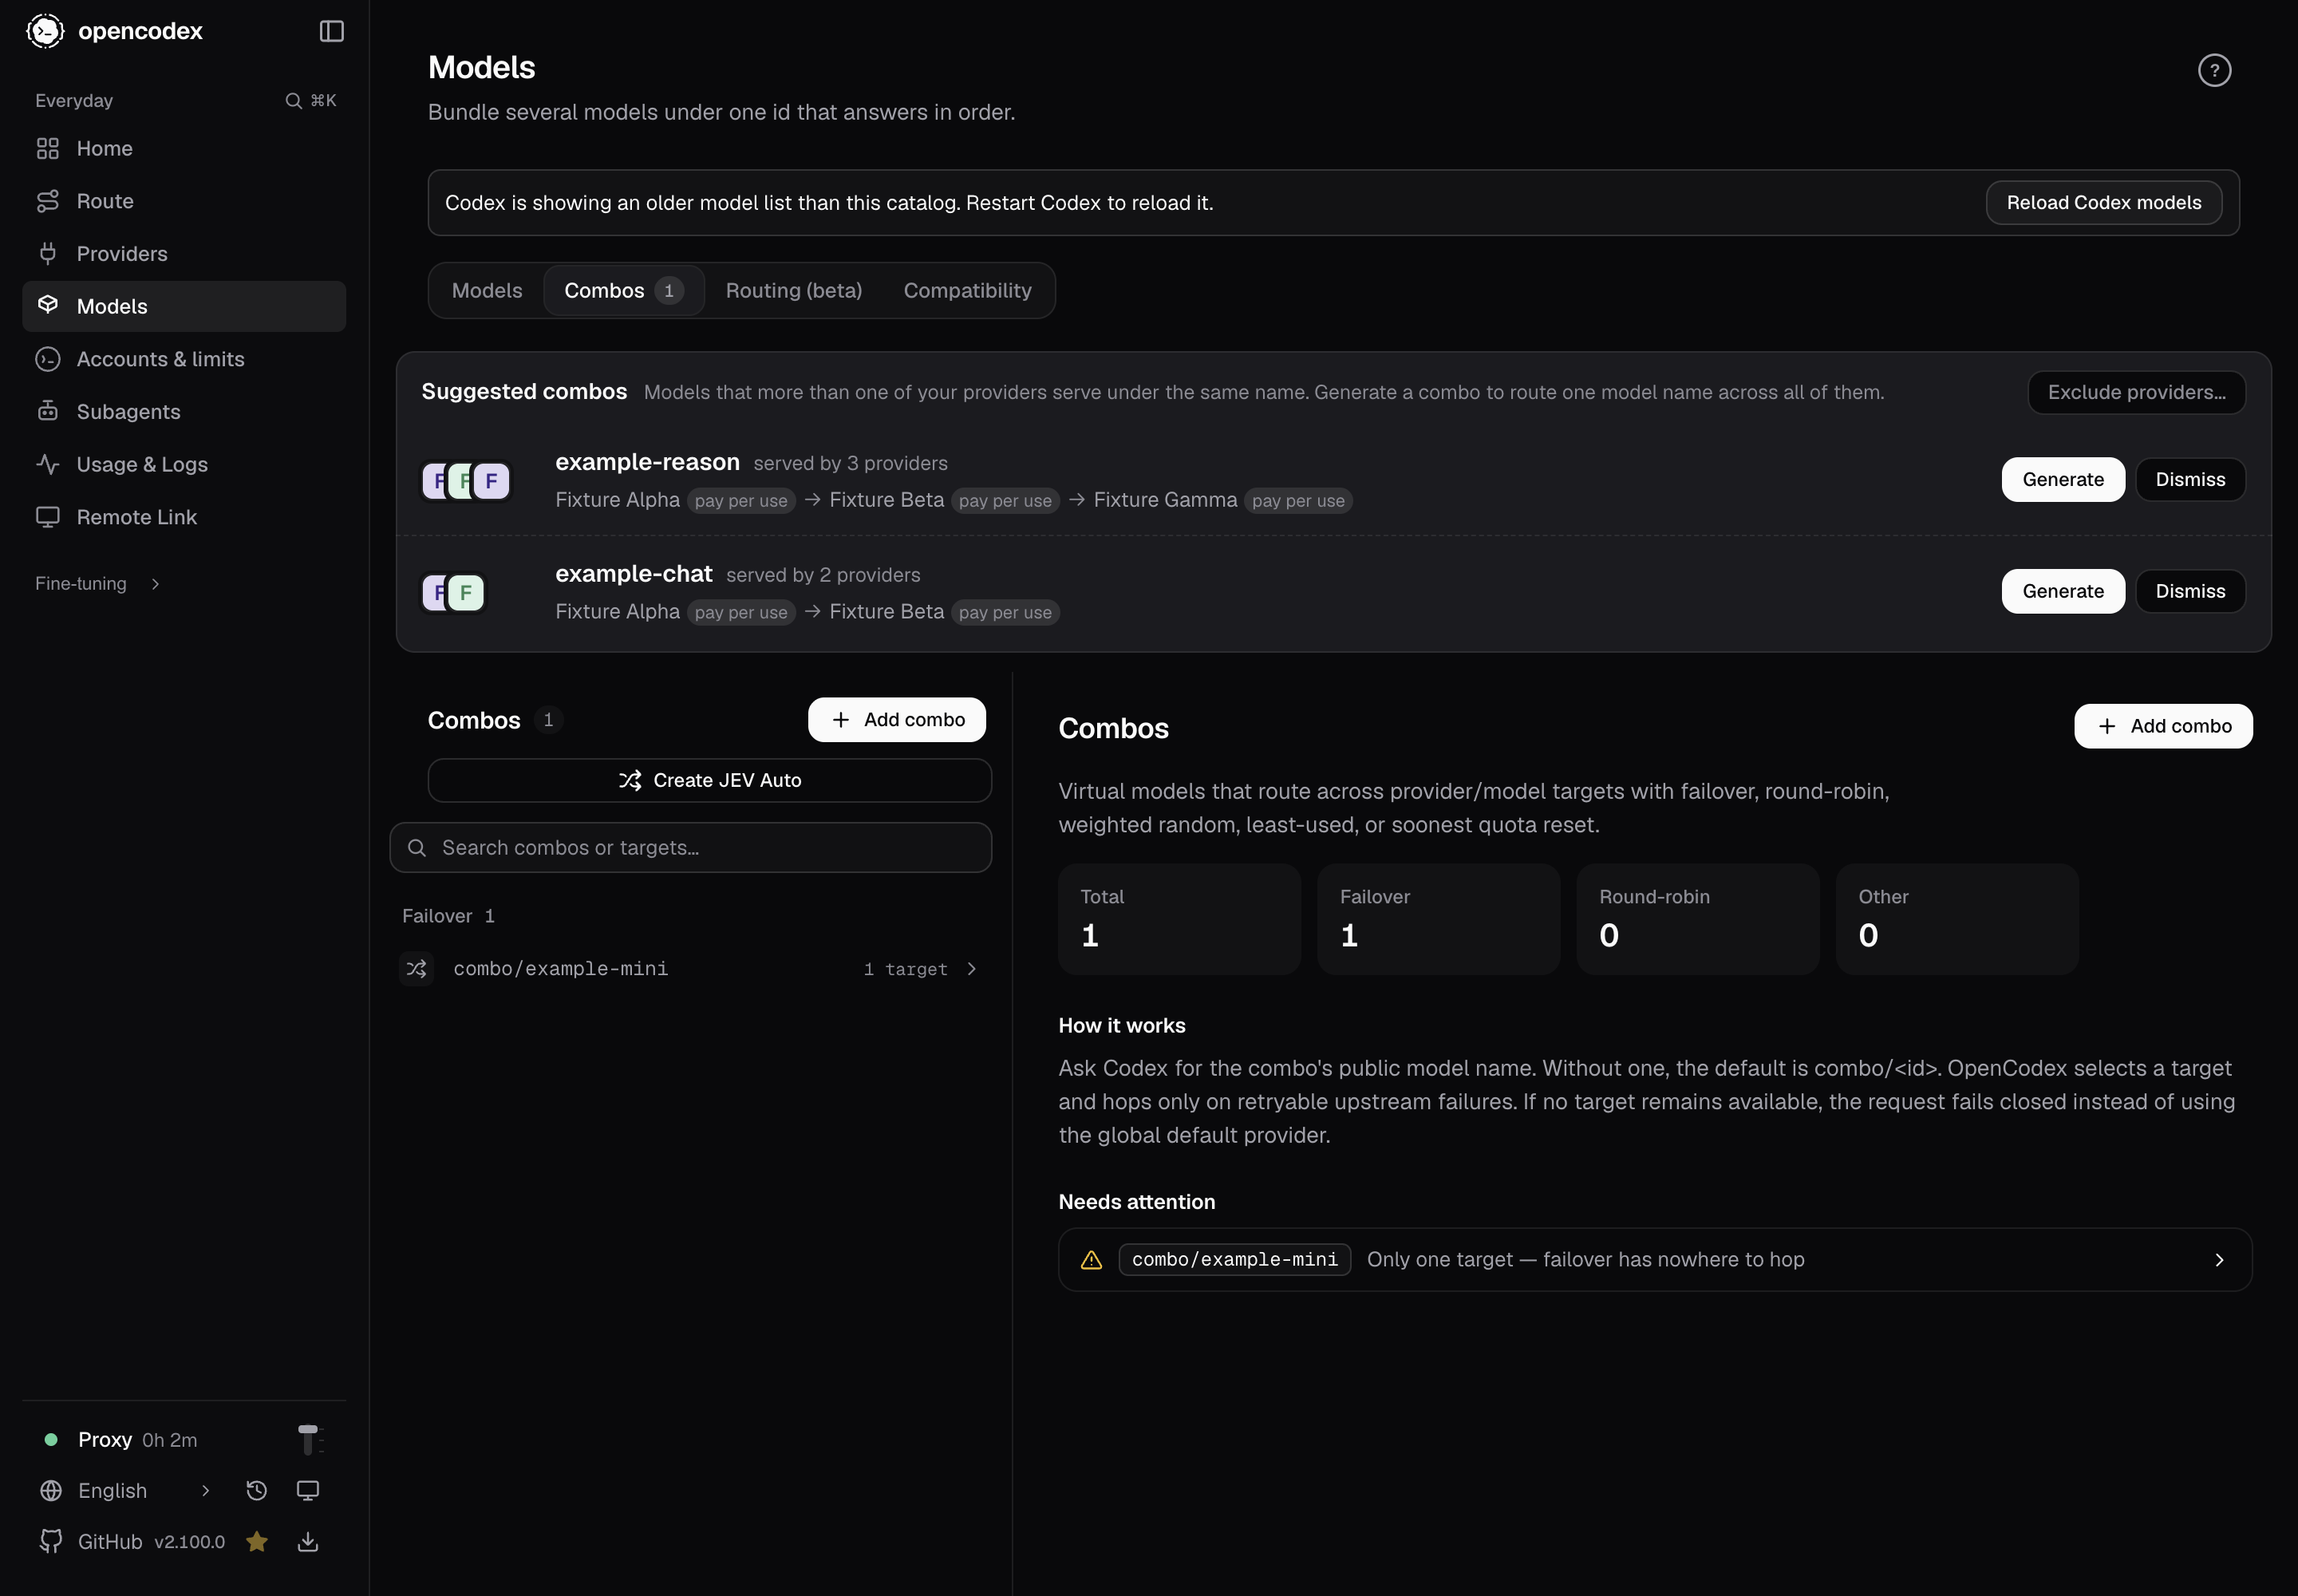 opencodex
Everyday
⌘K
Home
Route
Providers
Models
Accounts & limits
Subagents
Usage & Logs
Remote Link
Fine-tuning
Proxy 0h 2m
English
GitHub v2.100.0
Models
?
Bundle several models under one id that answers in order.
Codex is showing an older model list than this catalog. Restart Codex to reload it.
Reload Codex models
Models
Combos 1
Routing (beta)
Compatibility
Suggested combos Models that more than one of your providers serve under the same name. Generate a combo to route one model name across all of them.
Exclude providers…
F F F
example-reason served by 3 providers
Fixture Alpha pay per use → Fixture Beta pay per use → Fixture Gamma pay per use
Generate
Dismiss
F F
example-chat served by 2 providers
Fixture Alpha pay per use → Fixture Beta pay per use
Generate
Dismiss
Combos 1
Add combo
Create JEV Auto
Search combos or targets…
Failover 1
combo/example-mini
1 target
Combos
Add combo
Virtual models that route across provider/model targets with failover, round-robin,
weighted random, least-used, or soonest quota reset.
Total
1
Failover
1
Round-robin
0
Other
0
How it works
Ask Codex for the combo's public model name. Without one, the default is combo/<id>. OpenCodex selects a target
and hops only on retryable upstream failures. If no target remains available, the request fails closed instead of using
the global default provider.
Needs attention
combo/example-mini Only one target — failover has nowhere to hop